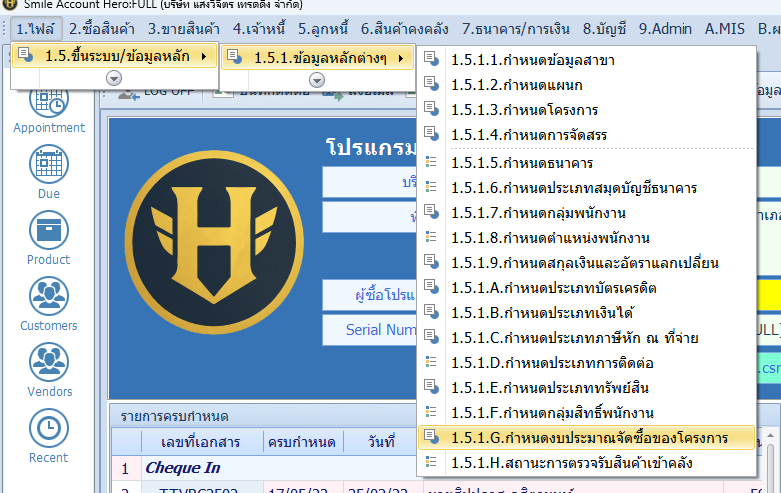 Smile Account Hero:FULL (บริษัท แสงวิจิตร เทรดดิ้ง จำกัด)
1.ไฟล์ 2.ซื้อสินค้า 3.ขายสินค้า 4.เจ้าหนี้ 5.ลูกหนี้ 6.สินค้าคงคลัง 7.ธนาคาร/การเงิน 8.บัญชี 9.Admin A.MIS
1.5.ขึ้นระบบ/ข้อมูลหลัก
1.5.1.ข้อมูลหลักต่างๆ
1.5.1.1.กำหนดข้อมูลสาขา
1.5.1.2.กำหนดแผนก
1.5.1.3.กำหนดโครงการ
1.5.1.4.กำหนดการจัดสรร
1.5.1.5.กำหนดธนาคาร
1.5.1.6.กำหนดประเภทสมุดบัญชีธนาคาร
1.5.1.7.กำหนดกลุ่มพนักงาน
1.5.1.8.กำหนดตำแหน่งพนักงาน
1.5.1.9.กำหนดสกุลเงินและอัตราแลกเปลี่ยน
1.5.1.A.กำหนดประเภทบัตรเครดิต
1.5.1.B.กำหนดประเภทเงินได้
1.5.1.C.กำหนดประเภทภาษีหัก ณ ที่จ่าย
1.5.1.D.กำหนดประเภทการติดต่อ
1.5.1.E.กำหนดประเภททรัพย์สิน
1.5.1.F.กำหนดกลุ่มสิทธิ์พนักงาน
1.5.1.G.กำหนดงบประมาณจัดซื้อของโครงการ
1.5.1.H.สถานะการตรวจรับสินค้าเข้าคลัง
LOG OFF
Appointment
Due
Product
Customers
Vendors
Recent
โปรแกรม
ผู้ซื้อโปรแ
Serial Num
รายการครบกำหนด
เลขที่เอกสาร ครบกำหนด วันที่
1 Cheque In